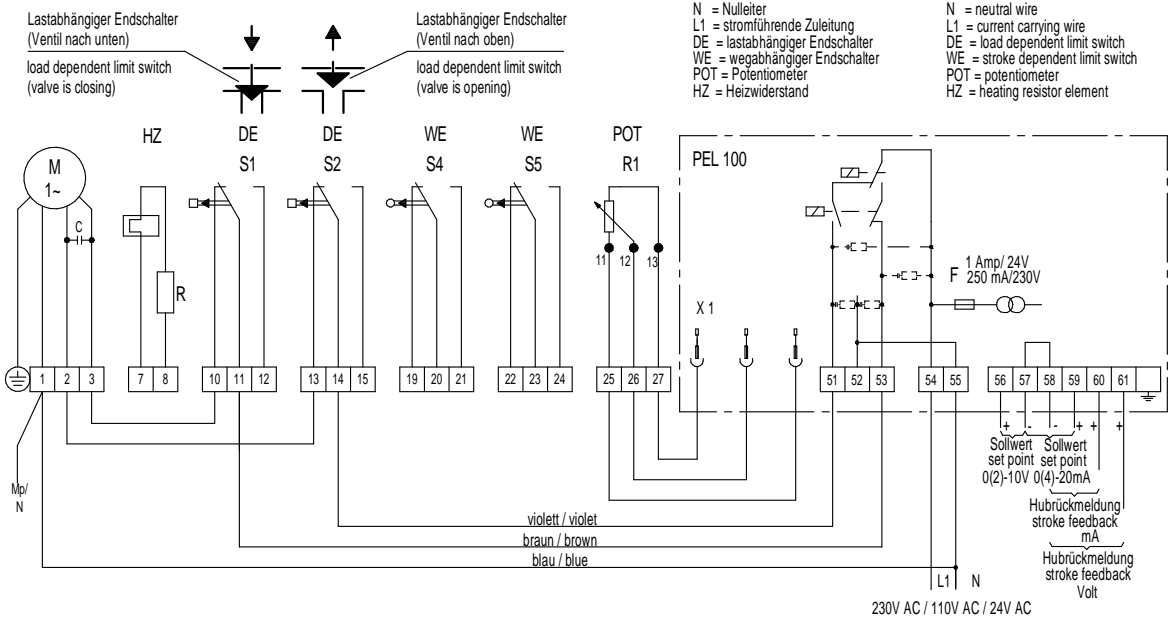 Lastabhängiger Endschalter
(Ventil nach unten)
load dependent limit switch
(valve is closing)
Lastabhängiger Endschalter
(Ventil nach oben)
load dependent limit switch
(valve is opening)
N = Nulleiter
L1 = stromführende Zuleitung
DE = lastabhängiger Endschalter
WE = wegabhängiger Endschalter
POT = Potentiometer
HZ = Heizwiderstand
N = neutral wire
L1 = current carrying wire
DE = load dependent limit switch
WE = stroke dependent limit switch
POT = potentiometer
HZ = heating resistor element
HZ DE DE WE WE POT
S1 S2 S4 S5 R1
PEL 100
M
1~
C
R
11 12 13
X 1
F
1 Amp/ 24V
250 mA/230V
1 2 3 7 8 10 11 12 13 14 15 19 20 21 22 23 24 25 26 27 51 52 53 54 55 56 57 58 59 60 61
+ - - + + +
Sollwert
set point
0(2)-10V
Sollwert
set point
0(4)-20mA
Mp/
N
Hubrückmeldung
stroke feedback
mA
Hubrückmeldung
stroke feedback
Volt
violett / violet
braun / brown
blau / blue
L1 N
230V AC / 110V AC / 24V AC